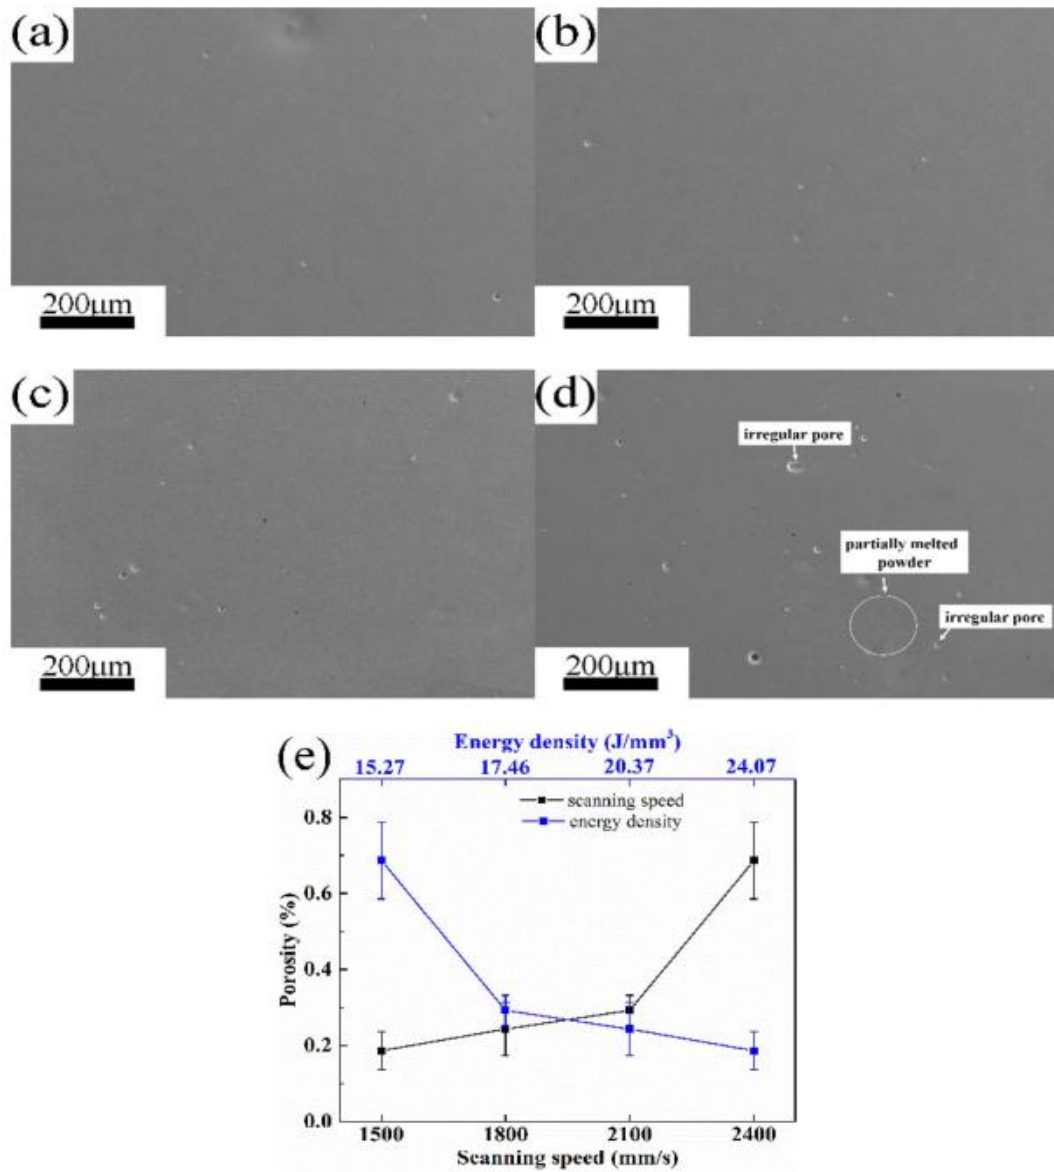 (a)
(b)
200μm
200μm
(c)
(d)
irregular pore
partially melted
powder
irregular pore
200μm
200μm
(e)
Energy density (J/mm³)
15.27 17.46 20.37 24.07
scanning speed
energy density
Porosity (%)
0.8
0.6
0.4
0.2
0.0
1500 1800 2100 2400
Scanning speed (mm/s)